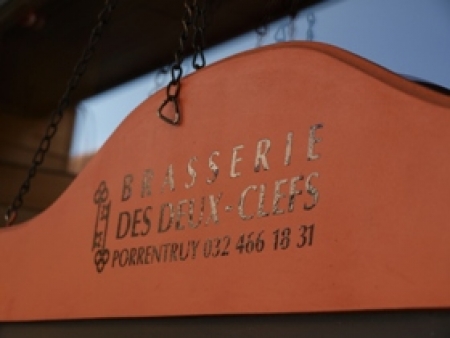 BRASSERIE
DES DEUX-CLEFS
PORRENTRUY 032 466 18 31